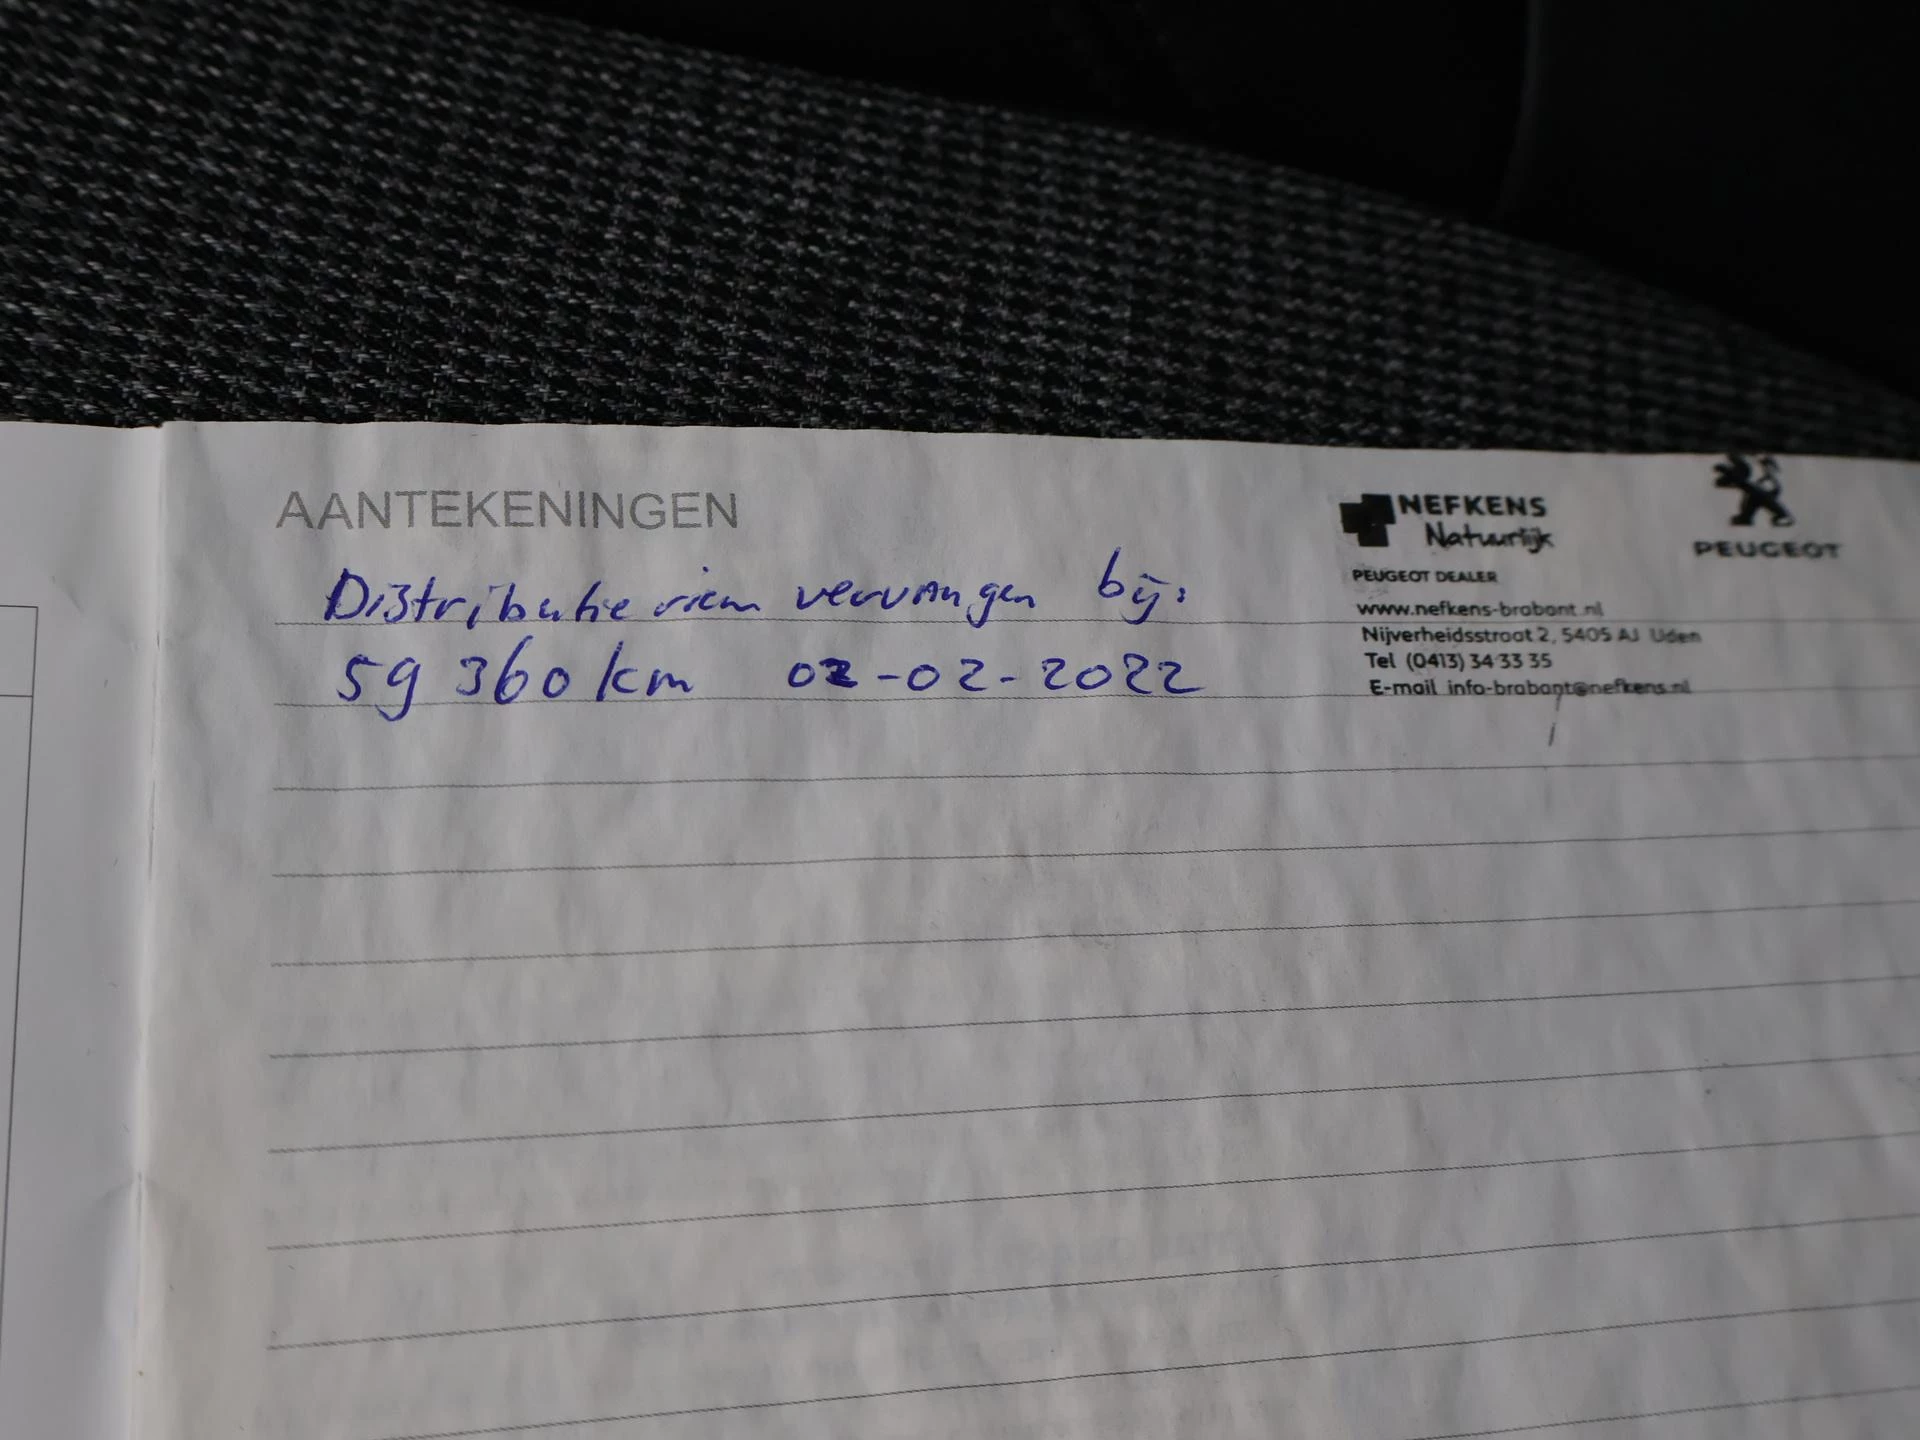 AANTEKENINGEN
Distributie riem vervangen bij:
59 360 km 02-02-2022
NEFKENS
Natuurlijk
PEUGEOT
PEUGEOT DEALER
www.nefkens-brabant.nl
Nijverheidsstraat 2, 5405 AJ Uden
Tel (0413) 34 33 35
E-mail info-brabant@nefkens.nl